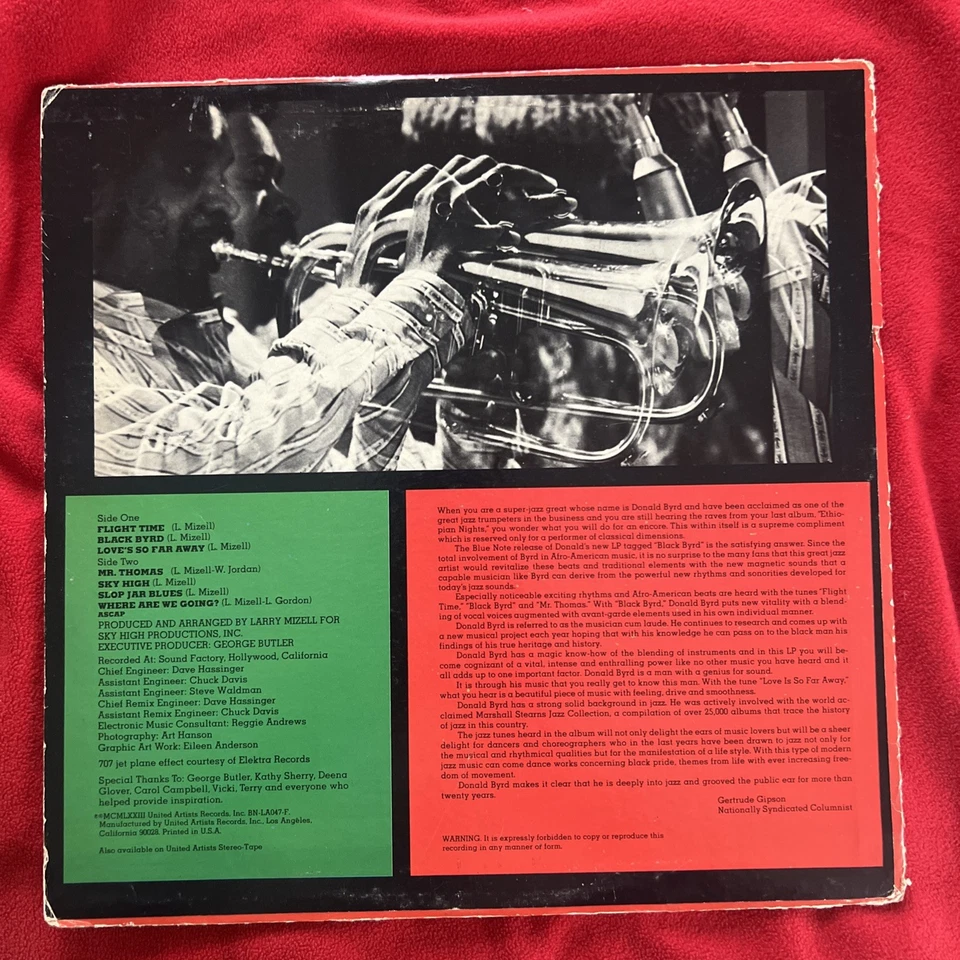 Side One
FLIGHT TIME (L. Mizell)
BLACK BYRD (L. Mizell)
LOVE'S SO FAR AWAY (L. Mizell)
Side Two
MR. THOMAS (L. Mizell-W. Jordan)
SKY HIGH (L. Mizell)
SLOP JAR BLUES (L. Mizell)
WHERE ARE WE GOING? (L. Mizell-L. Gordon)
ASCAP
PRODUCED AND ARRANGED BY LARRY MIZELL FOR
SKY HIGH PRODUCTIONS, INC.
EXECUTIVE PRODUCER: GEORGE BUTLER
Recorded At: Sound Factory, Hollywood, California
Chief Engineer: Dave Hassinger
Assistant Engineer: Chuck Davis
Assistant Engineer: Steve Waldman
Chief Remix Engineer: Dave Hassinger
Assistant Remix Engineer: Chuck Davis
Electronic Music Consultant: Reggie Andrews
Photography: Art Hanson
Graphic Art Work: Eileen Anderson
707 jet plane effect courtesy of Elektra Records
Special Thanks To: George Butler, Kathy Sherry, Deena
Glover, Carol Campbell, Vicki, Terry and everyone who
helped provide inspiration.
MCMLXXIII United Artists Records, Inc. BN-LA047-F.
Manufactured by United Artists Records, Inc., Los Angeles,
California 90028. Printed in U.S.A.
Also available on United Artists Stereo-Tape
When you are a super-jazz great whose name is Donald Byrd and have been acclaimed as one of the
great jazz trumpeters in the business and you are still hearing the raves from your last album, "Ethio-
pian Nights," you wonder what you will do for an encore. This within itself is a supreme compliment
which is reserved only for a performer of classical dimensions.
The Blue Note release of Donald's new LP tagged "Black Byrd" is the satisfying answer. Since the
total involvement of Byrd in Afro-American music, it is no surprise to the many fans that this great jazz
artist would revitalize these beats and traditional elements with the new magnetic sounds that a
capable musician like Byrd can derive from the powerful new rhythms and sonorities developed for
today's jazz sounds.
Especially noticeable exciting rhythms and Afro-American beats are heard with the tunes "Flight
Time," "Black Byrd" and "Mr. Thomas." With "Black Byrd," Donald Byrd puts new vitality with a blend-
ing of vocal voices augmented with avant-garde elements used in his own individual manner.
Donald Byrd is referred to as the musician cum laude. He continues to research and comes up with
a new musical project each year hoping that with his knowledge he can pass on to the black man his
findings of his true heritage and history.
Donald Byrd has a magic know-how of the blending of instruments and in this LP you will be-
come cognizant of a vital, intense and enthralling power like no other music you have heard and it
all adds up to one important factor. Donald Byrd is a man with a genius for sound.
It is through his music that you really get to know this man. With the tune "Love Is So Far Away,"
what you hear is a beautiful piece of music with feeling, drive and smoothness.
Donald Byrd has a strong solid background in jazz. He was actively involved with the world ac-
claimed Marshall Stearns Jazz Collection, a compilation of over 25,000 albums that trace the history
of jazz in this country.
The jazz tunes heard in the album will not only delight the ears of music lovers but will be a sheer
delight for dancers and choreographers who in the last years have been drawn to jazz not only for
the musical and rhythmical qualities but for the manifestation of a life style. With this type of modern
jazz music can come dance works concerning black pride, themes from life with ever increasing free-
dom of movement.
Donald Byrd makes it clear that he is deeply into jazz and grooved the public ear for more than
twenty years.
Gertrude Gipson
Nationally Syndicated Columnist
WARNING. It is expressly forbidden to copy or reproduce this
recording in any manner of form.